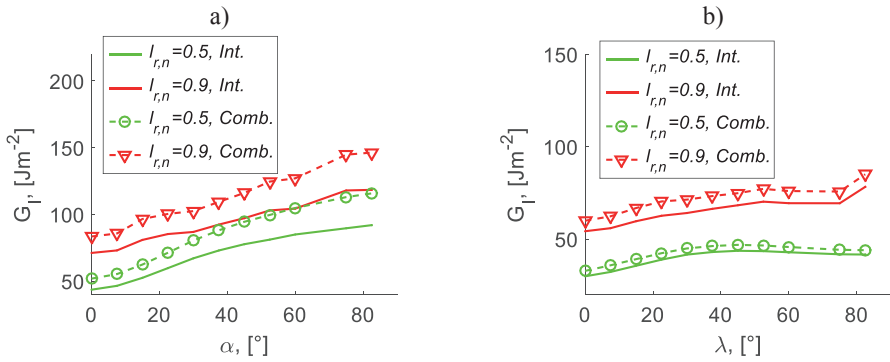 a)
l_r,n=0.5, Int.
l_r,n=0.9, Int.
l_r,n=0.5, Comb.
l_r,n=0.9, Comb.
200
150
100
50
G_I, [Jm^-2]
0
20
40
60
80
α, [°]
b)
l_r,n=0.5, Int.
l_r,n=0.9, Int.
l_r,n=0.5, Comb.
l_r,n=0.9, Comb.
150
100
50
G_I, [Jm^-2]
0
20
40
60
80
λ, [°]